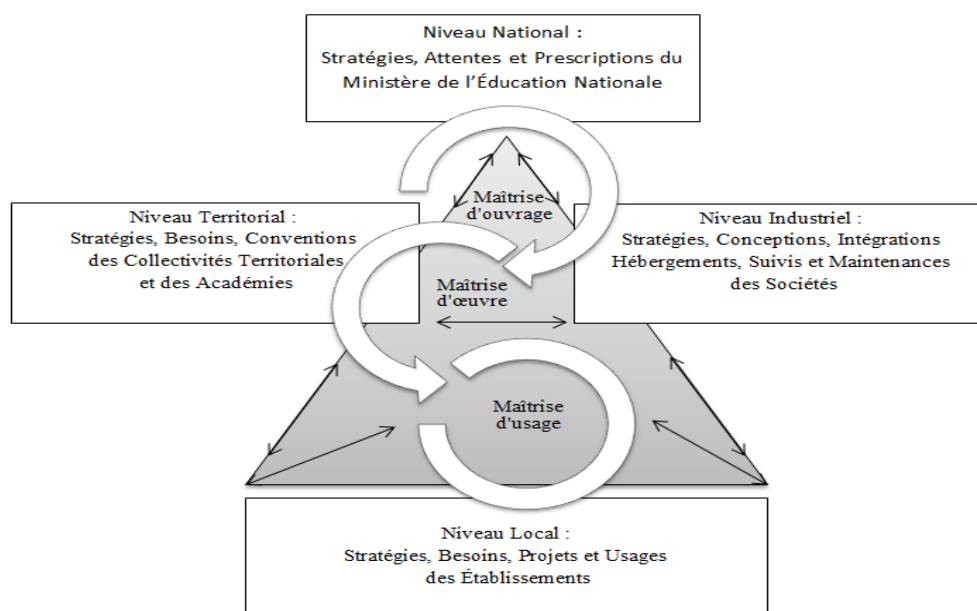 Niveau National :
Stratégies, Attentes et Prescriptions du
Ministère de l'Éducation Nationale
Maîtrise
d'ouvrage
Niveau Territorial :
Stratégies, Besoins, Conventions
des Collectivités Territoriales
et des Académies
Niveau Industriel :
Stratégies, Conceptions, Intégrations
Hébergements, Suivis et Maintenances
des Sociétés
Maîtrise
d'œuvre
Maîtrise
d'usage
Niveau Local :
Stratégies, Besoins, Projets et Usages
des Établissements